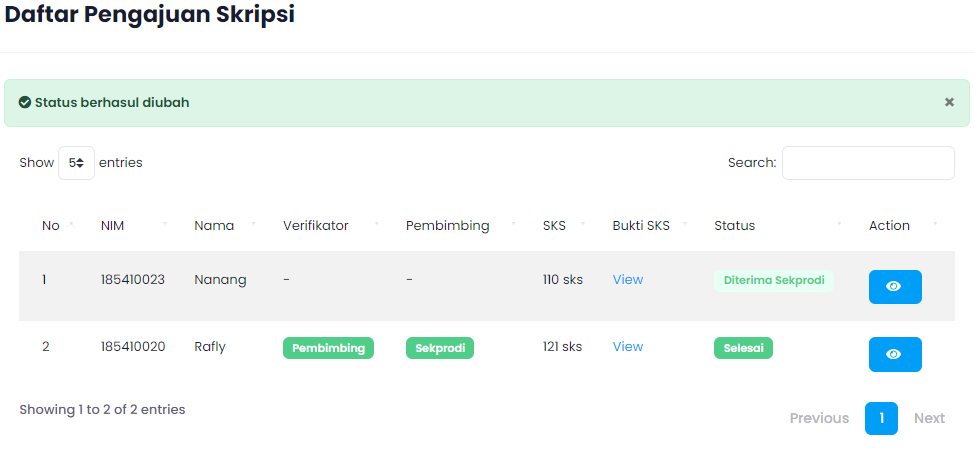 Daftar Pengajuan Skripsi
Status berhasul diubah ×
Show 5 entries Search:
No NIM Nama Verifikator Pembimbing SKS Bukti SKS Status Action
1 185410023 Nanang - - 110 sks View Diterima Sekprodi
2 185410020 Rafly Pembimbing Sekprodi 121 sks View Selesai
Showing 1 to 2 of 2 entries
Previous 1 Next